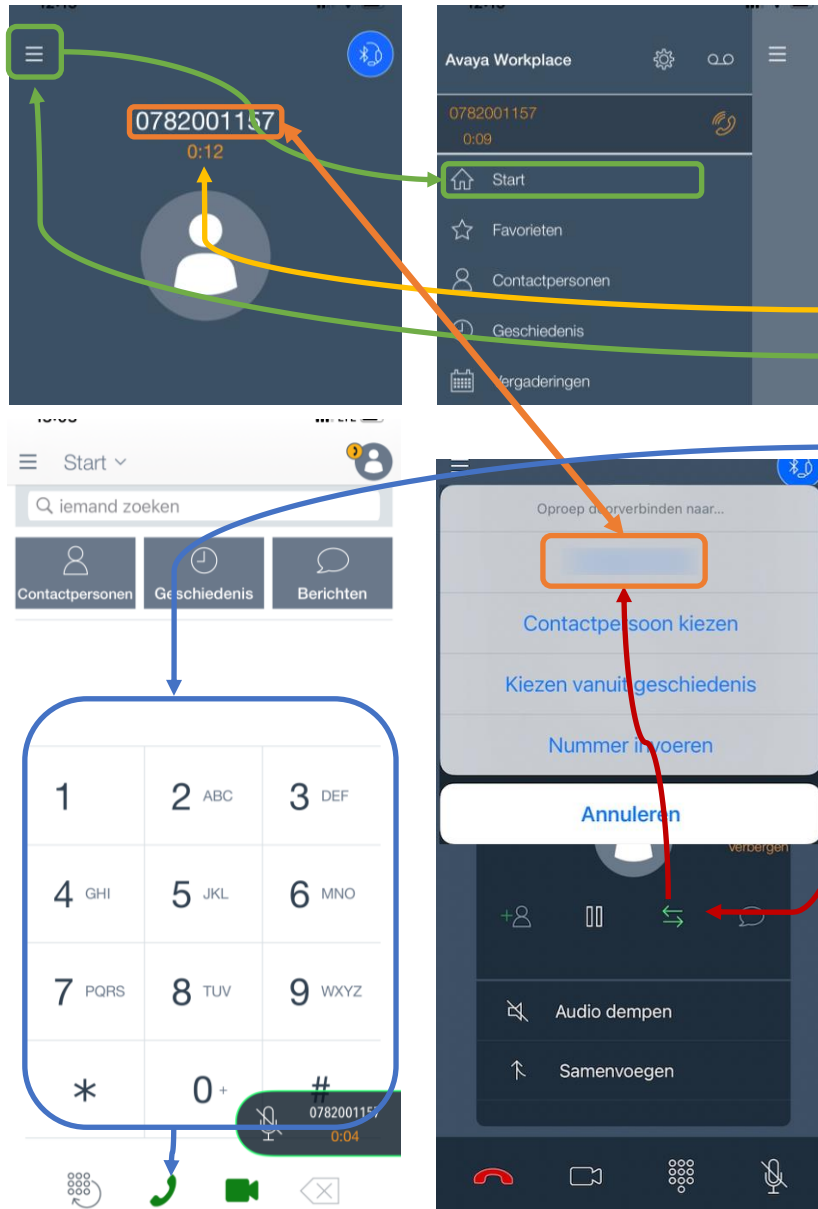 0782001157
0:12
Avaya Workplace
0782001157
0:09
Start
Favorieten
Contactpersonen
Geschiedenis
Vergaderingen
Start
iemand zoeken
Contactpersonen
Geschiedenis
Berichten
1
2 ABC
3 DEF
4 GHI
5 JKL
6 MNO
7 PQRS
8 TUV
9 WXYZ
*
0 +
#
0782001157
0:04
Oproep doorverbinden naar...
Contactpersoon kiezen
Kiezen vanuit geschiedenis
Nummer invoeren
Annuleren
Verbergen
Audio dempen
Samenvoegen